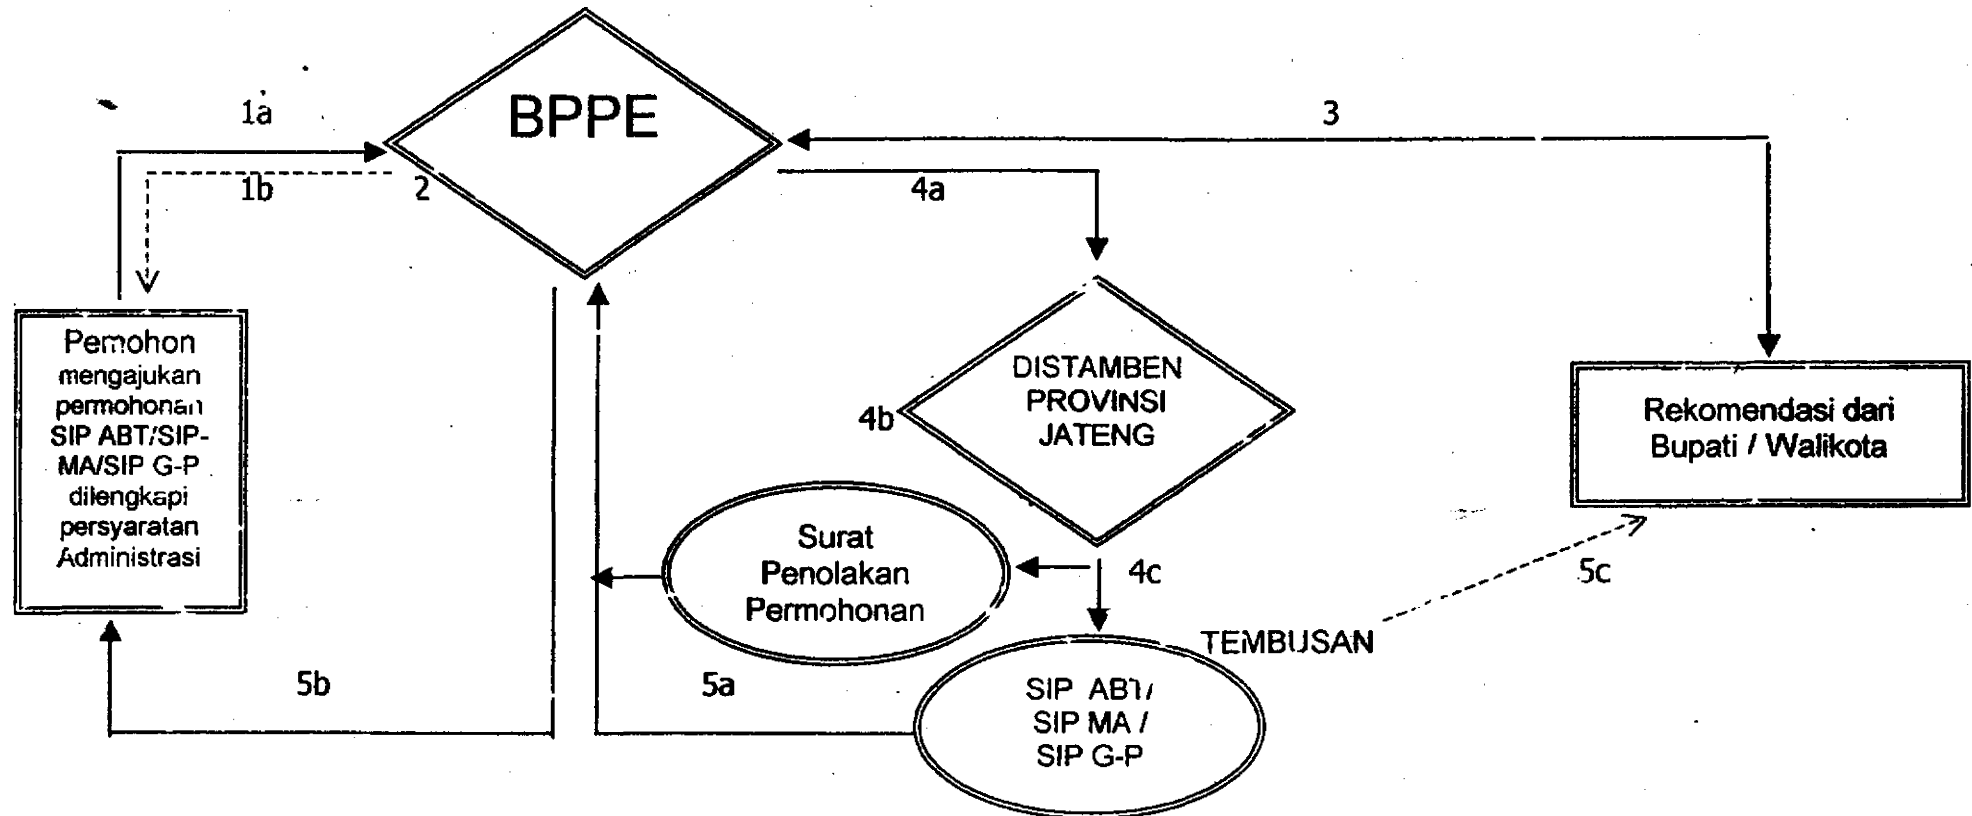 1a
BPPE
3
1b
2
4a
Pemohon
mengajukan
permohonan
SIP ABT/SIP-
MA/SIP G-P
dilengkapi
persyaratan
Administrasi
DISTAMBEN
PROVINSI
JATENG
4b
Rekomendasi dari
Bupati / Walikota
Surat
Penolakan
Permohonan
4c
5c
TEMBUSAN
5b
5a
SIP ABT/
SIP MA /
SIP G-P